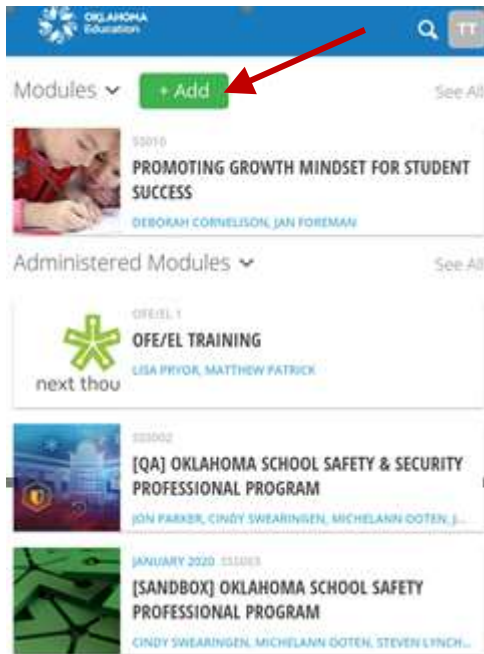 OKLAHOMA
Education
TT
Modules
+ Add
See All
SS010
PROMOTING GROWTH MINDSET FOR STUDENT
SUCCESS
DEBORAH CORNELISON, JAN FOREMAN
Administered Modules
See All
OFE/EL 1
OFE/EL TRAINING
LISA PRYOR, MATTHEW PATRICK
next thou
SSS002
[QA] OKLAHOMA SCHOOL SAFETY & SECURITY
PROFESSIONAL PROGRAM
JON PARKER, CINDY SWEARINGEN, MICHELANN OOTEN, J...
JANUARY 2020
[SANDBOX] OKLAHOMA SCHOOL SAFETY
PROFESSIONAL PROGRAM
CINDY SWEARINGEN, MICHELANN OOTEN, STEVEN LYNCH...